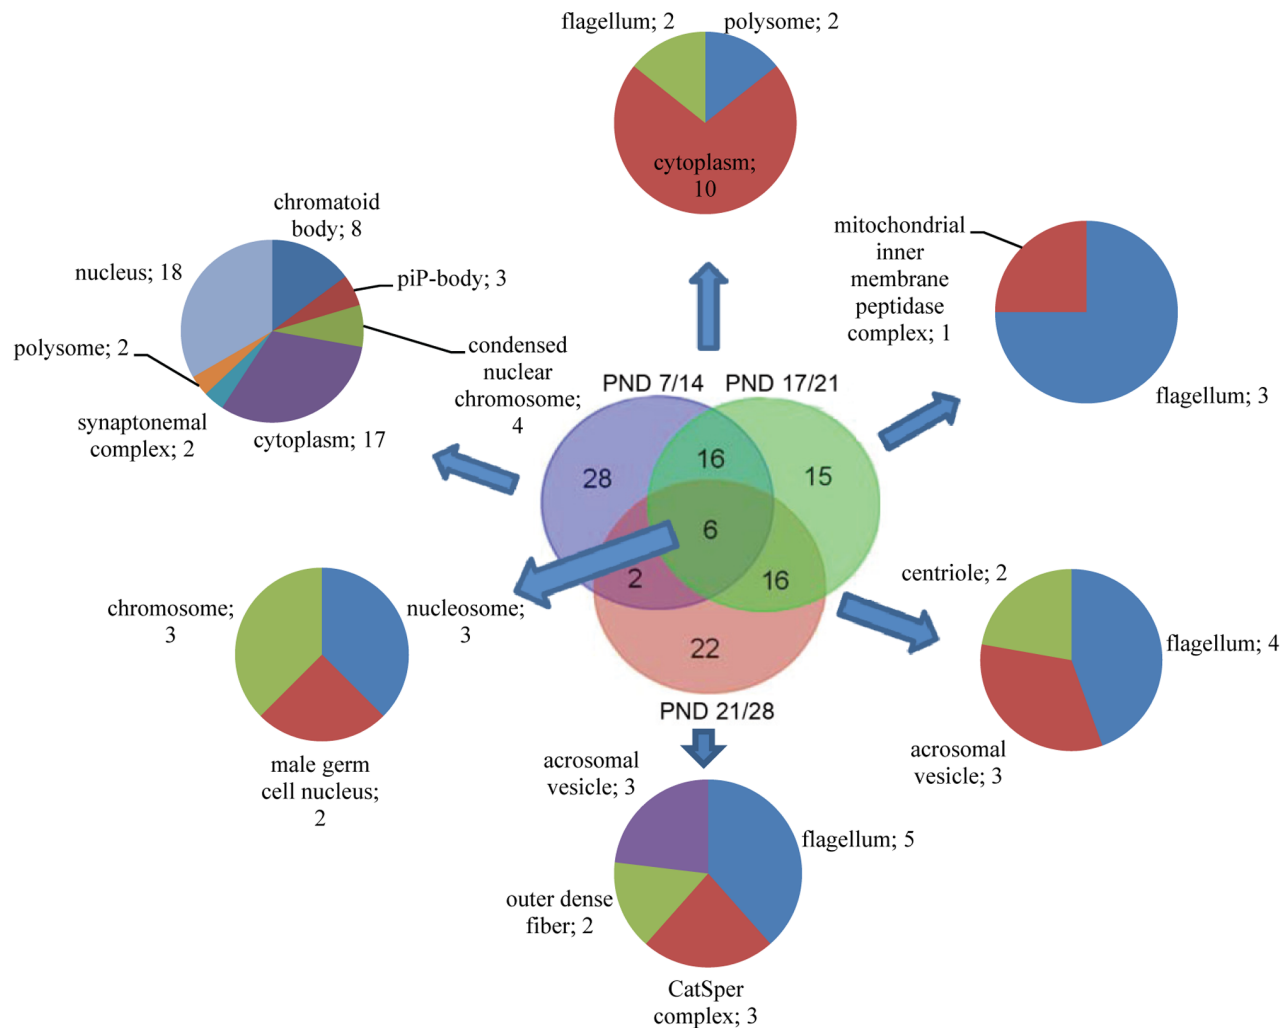 flagellum; 2
polysome; 2
cytoplasm;
10
chromatoid
body; 8
nucleus; 18
piP-body; 3
polysome; 2
condensed
nuclear
chromosome;
4
synaptonemal
complex; 2
cytoplasm; 17
mitochondrial
inner
membrane
peptidase
complex; 1
flagellum; 3
PND 7/14
PND 17/21
28
16
15
6
2
16
22
PND 21/28
chromosome;
3
nucleosome;
3
male germ
cell nucleus;
2
centriole; 2
flagellum; 4
acrosomal
vesicle; 3
acrosomal
vesicle; 3
flagellum; 5
outer dense
fiber; 2
CatSper
complex; 3